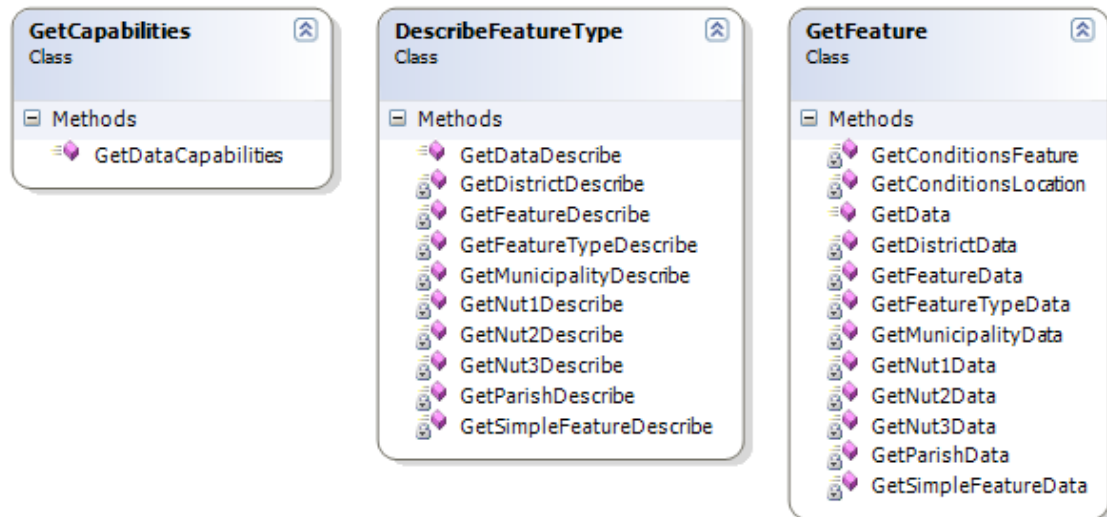 GetCapabilities
Class
Methods
GetDataCapabilities
DescribeFeatureType
Class
Methods
GetDataDescribe
GetDistrictDescribe
GetFeatureDescribe
GetFeatureTypeDescribe
GetMunicipalityDescribe
GetNut1Describe
GetNut2Describe
GetNut3Describe
GetParishDescribe
GetSimpleFeatureDescribe
GetFeature
Class
Methods
GetConditionsFeature
GetConditionsLocation
GetData
GetDistrictData
GetFeatureData
GetFeatureTypeData
GetMunicipalityData
GetNut1Data
GetNut2Data
GetNut3Data
GetParishData
GetSimpleFeatureData